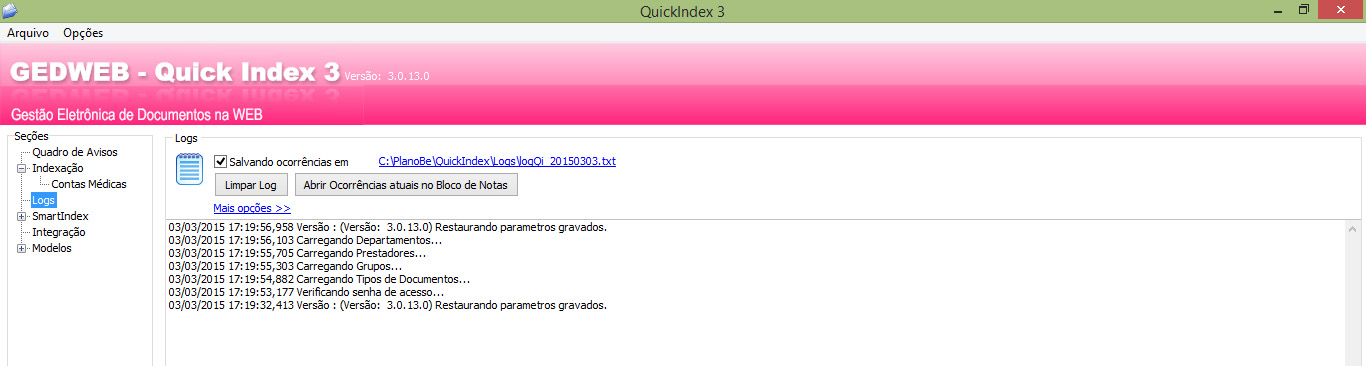 QuickIndex 3
Arquivo Opções
GEDWEB - Quick Index 3 Versão: 3.0.13.0
Gestão Eletrônica de Documentos na WEB
Seções
Quadro de Avisos
Indexação
Contas Médicas
Logs
SmartIndex
Integração
Modelos
Logs
Salvando ocorrências em C:\PlanoBe\QuickIndex\Logs\logQi_20150303.txt
Limpar Log Abrir Ocorrências atuais no Bloco de Notas
Mais opções >>
03/03/2015 17:19:56,958 Versão : (Versão: 3.0.13.0) Restaurando parametros gravados.
03/03/2015 17:19:56,103 Carregando Departamentos...
03/03/2015 17:19:55,705 Carregando Prestadores...
03/03/2015 17:19:55,303 Carregando Grupos...
03/03/2015 17:19:54,882 Carregando Tipos de Documentos...
03/03/2015 17:19:53,177 Verificando senha de acesso...
03/03/2015 17:19:32,413 Versão : (Versão: 3.0.13.0) Restaurando parametros gravados.